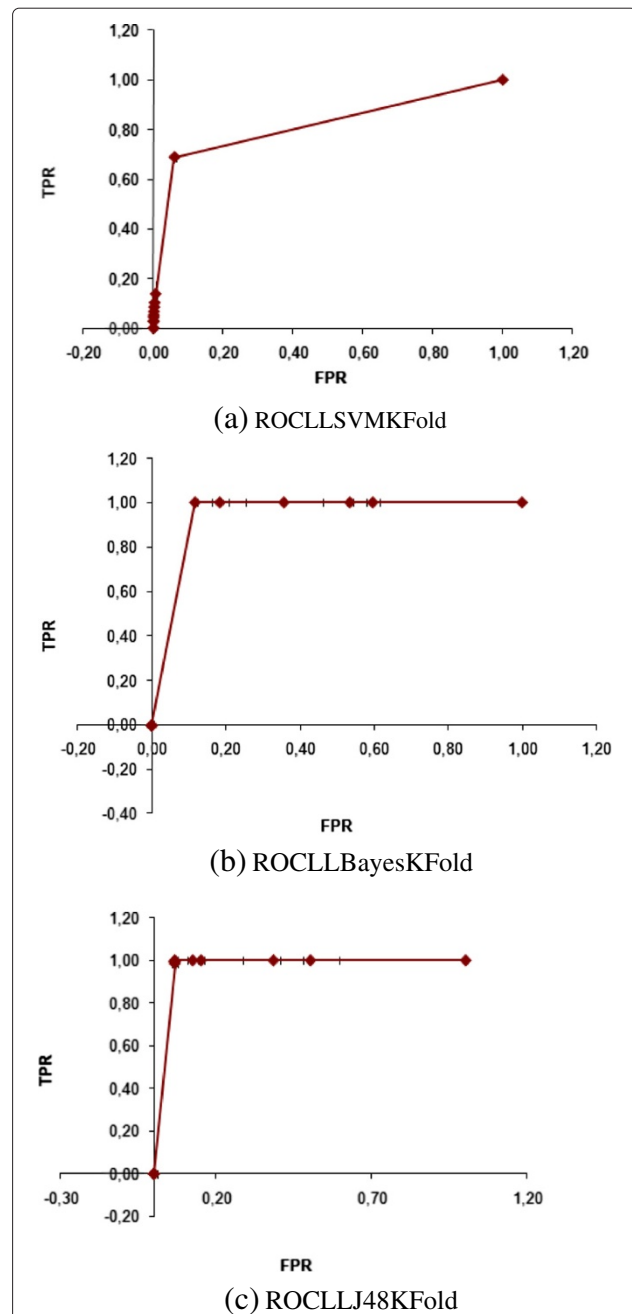 1,20
1,00
0,80
0,60
0,40
0,20
0,00
TPR
-0,20 0,00 0,20 0,40 0,60 0,80 1,00 1,20
FPR
(a) ROCLLSVMKFold
1,20
1,00
0,80
0,60
0,40
0,20
0,00
-0,20
-0,40
TPR
-0,20 0,00 0,20 0,40 0,60 0,80 1,00 1,20
FPR
(b) ROCLLBayesKFold
1,20
1,00
0,80
0,60
0,40
0,20
0,00
-0,20
TPR
-0,30 0,20 0,70 1,20
FPR
(c) ROCLLJ48KFold